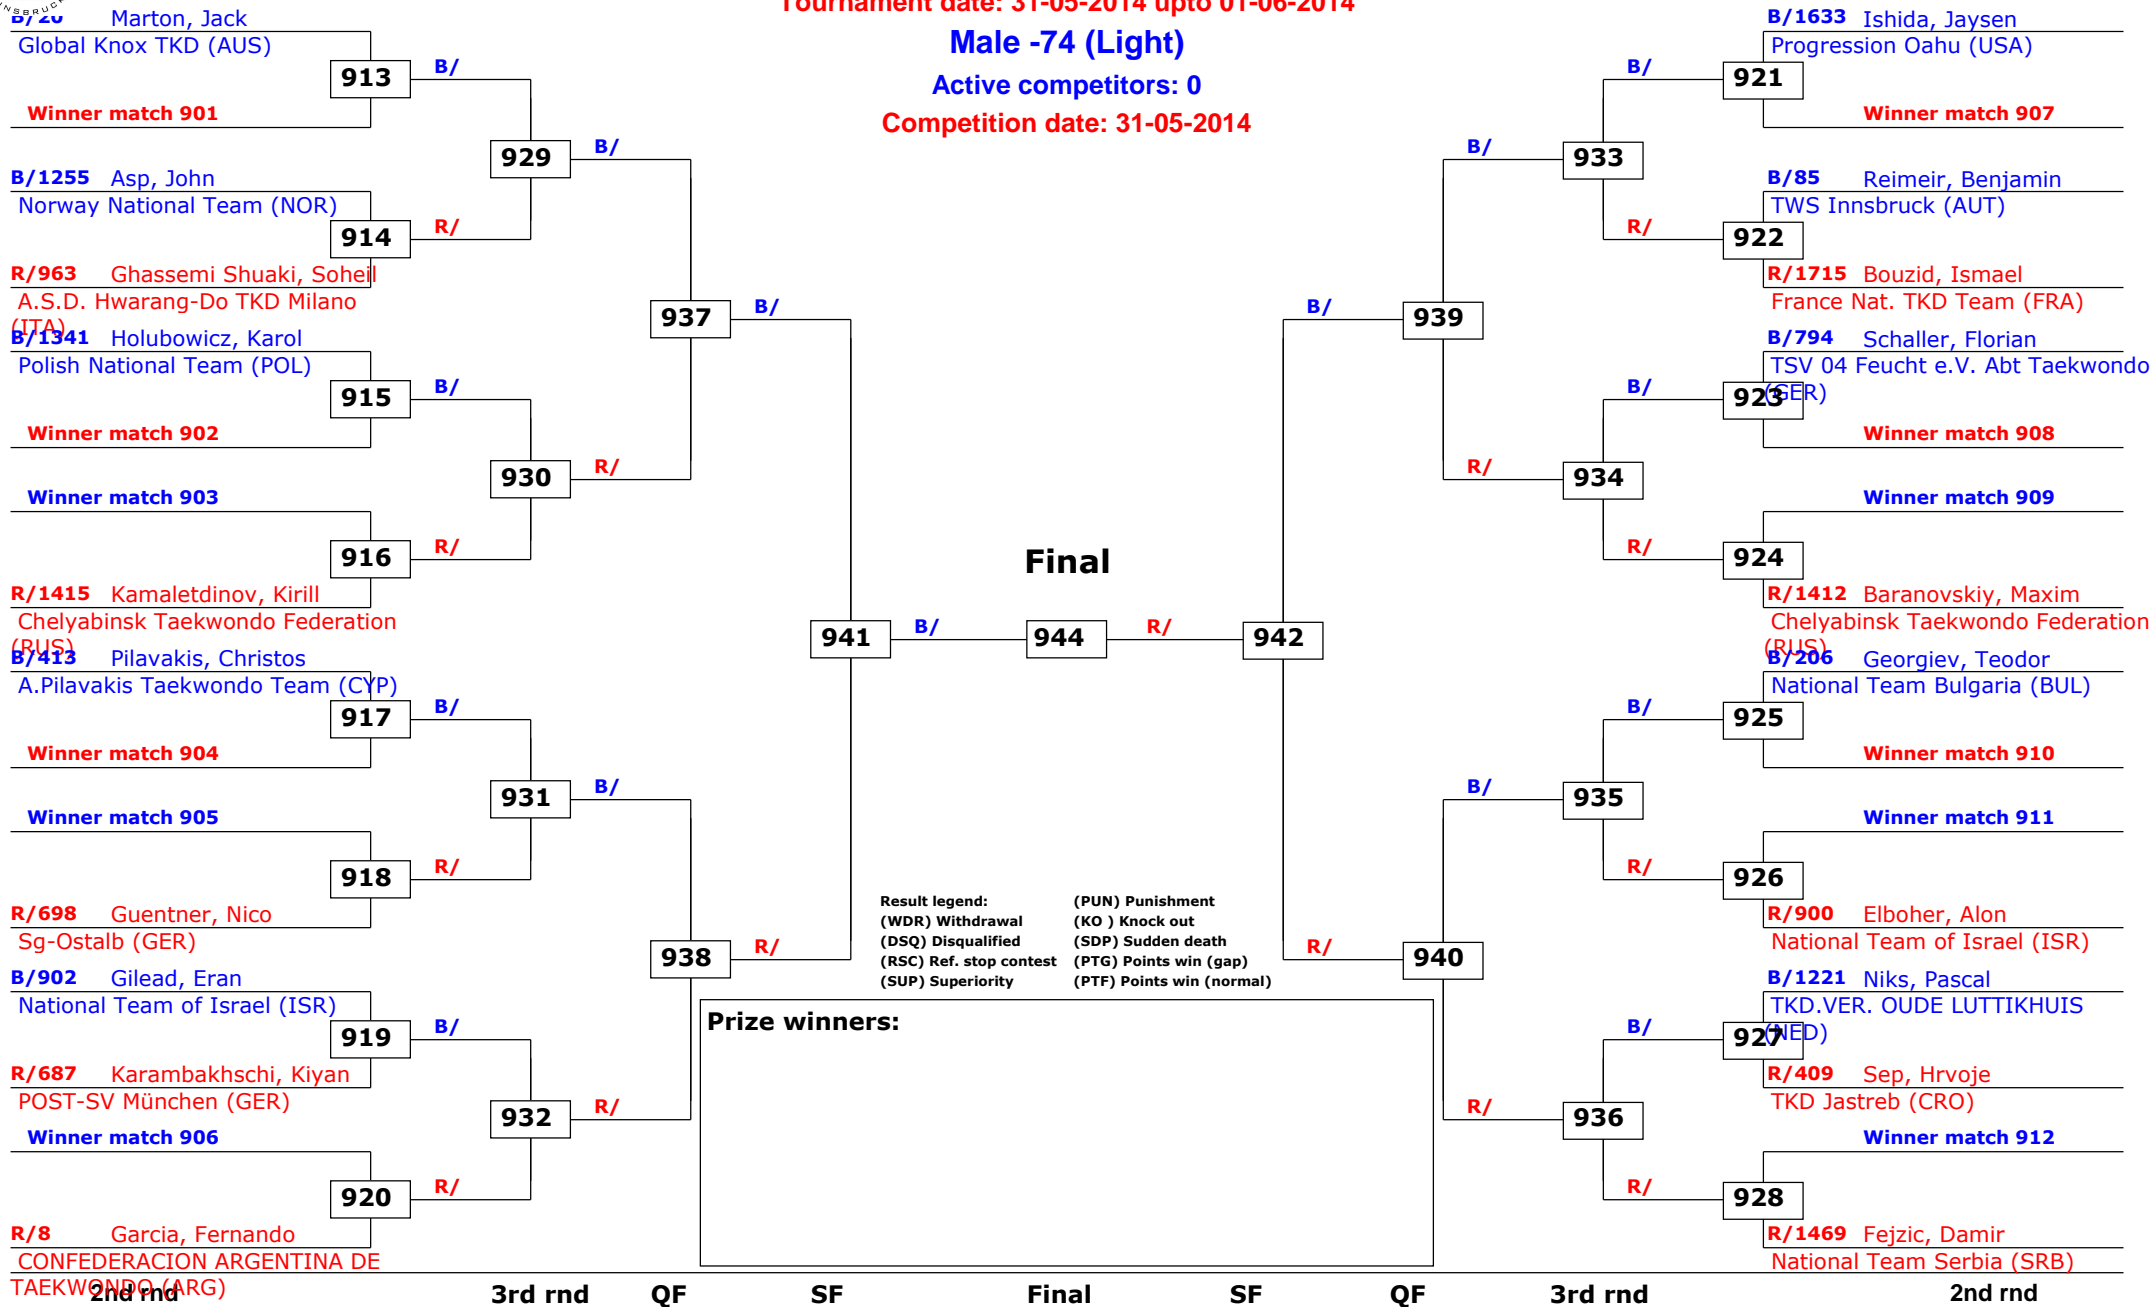 INNSBRUCK
Tournament date: 31-05-2014 upto 01-06-2014
Male -74 (Light)
Active competitors: 0
Competition date: 31-05-2014
B/20 Marton, Jack
Global Knox TKD (AUS)
913
B/
Winner match 901
929
B/
B/1255 Asp, John
Norway National Team (NOR)
914
R/
R/963 Ghassemi Shuaki, Soheil
A.S.D. Hwarang-Do TKD Milano
(ITA)
937
B/
B/1341 Holubowicz, Karol
Polish National Team (POL)
915
B/
Winner match 902
930
R/
Winner match 903
916
R/
R/1415 Kamaletdinov, Kirill
Chelyabinsk Taekwondo Federation
(RUS)
941
B/
B/413 Pilavakis, Christos
A.Pilavakis Taekwondo Team (CYP)
917
B/
Winner match 904
931
B/
Winner match 905
918
R/
R/698 Guentner, Nico
Sg-Ostalb (GER)
938
R/
B/902 Gilead, Eran
National Team of Israel (ISR)
919
B/
R/687 Karambakhschi, Kiyan
POST-SV München (GER)
932
R/
Winner match 906
920
R/
R/8 Garcia, Fernando
CONFEDERACION ARGENTINA DE
TAEKWONDO (ARG)
Final
944
R/
942
B/1633 Ishida, Jaysen
Progression Oahu (USA)
B/
921
Winner match 907
B/
933
B/85 Reimeir, Benjamin
TWS Innsbruck (AUT)
R/
922
R/1715 Bouzid, Ismael
France Nat. TKD Team (FRA)
B/
939
B/794 Schaller, Florian
TSV 04 Feucht e.V. Abt Taekwondo
(GER)
B/
923
Winner match 908
R/
934
Winner match 909
R/
924
R/1412 Baranovskiy, Maxim
Chelyabinsk Taekwondo Federation
(RUS)
B/206 Georgiev, Teodor
National Team Bulgaria (BUL)
B/
925
Winner match 910
B/
935
Winner match 911
R/
926
R/900 Elboher, Alon
National Team of Israel (ISR)
R/
940
B/1221 Niks, Pascal
TKD.VER. OUDE LUTTIKHUIS
(NED)
B/
927
R/409 Sep, Hrvoje
TKD Jastreb (CRO)
R/
936
Winner match 912
R/
928
R/1469 Fejzic, Damir
National Team Serbia (SRB)
Result legend: (PUN) Punishment
(WDR) Withdrawal (KO ) Knock out
(DSQ) Disqualified (SDP) Sudden death
(RSC) Ref. stop contest (PTG) Points win (gap)
(SUP) Superiority (PTF) Points win (normal)
Prize winners:
2nd rnd 3rd rnd QF SF Final SF QF 3rd rnd 2nd rnd